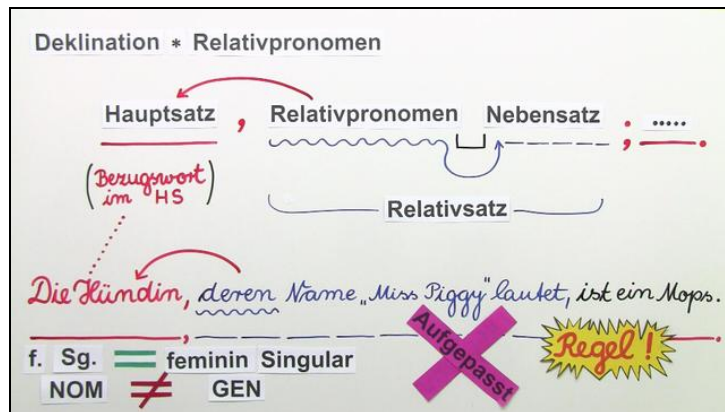 Deklination * Relativpronomen
Hauptsatz , Relativpronomen Nebensatz ; ..... .
(Bezugswort
im HS)
Relativsatz
Die Hündin, deren Name „Miss Piggy" lautet, ist ein Mops.
Aufgepasst
Regel!
f. Sg. = feminin Singular
NOM ≠ GEN